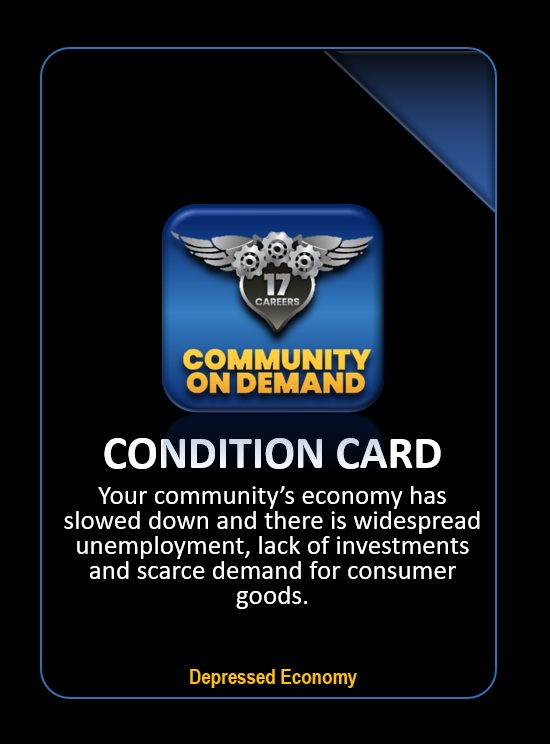 17
CAREERS
COMMUNITY
ON DEMAND
CONDITION CARD
Your community’s economy has
slowed down and there is widespread
unemployment, lack of investments
and scarce demand for consumer
goods.
Depressed Economy